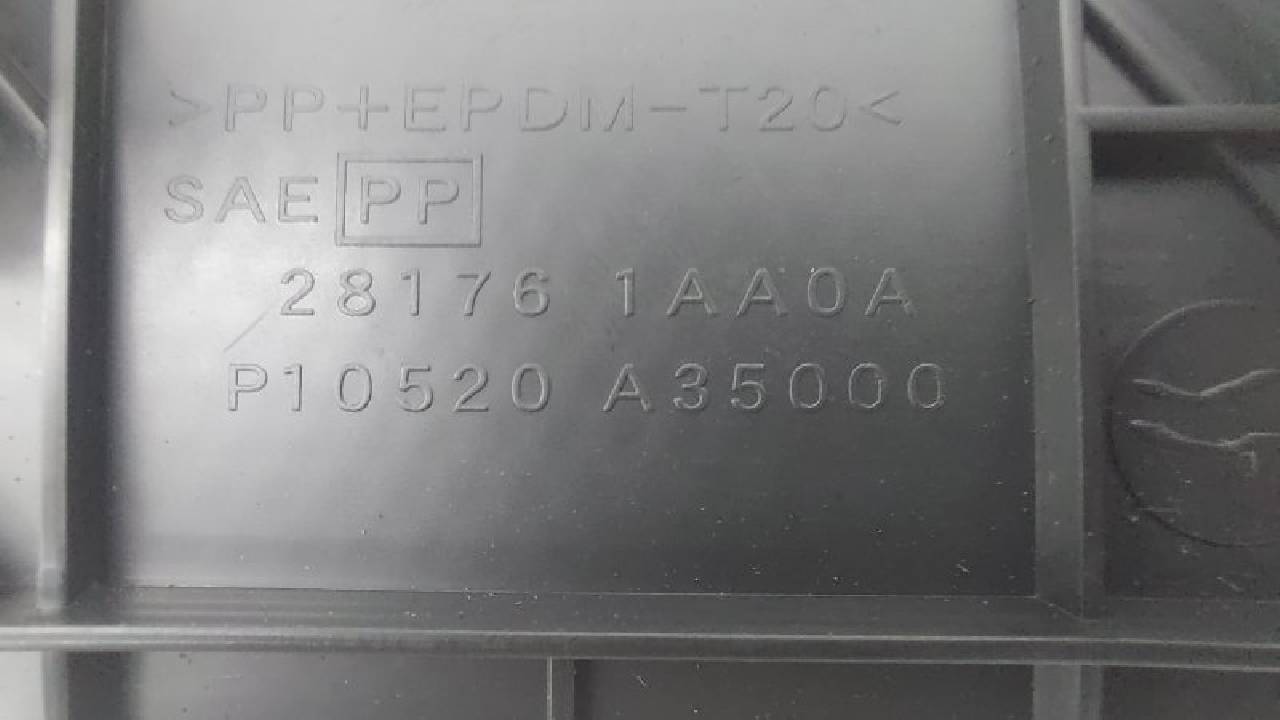 >PP+EPDM-T20<
SAE PP
28176 1AA0A
P10520 A35000